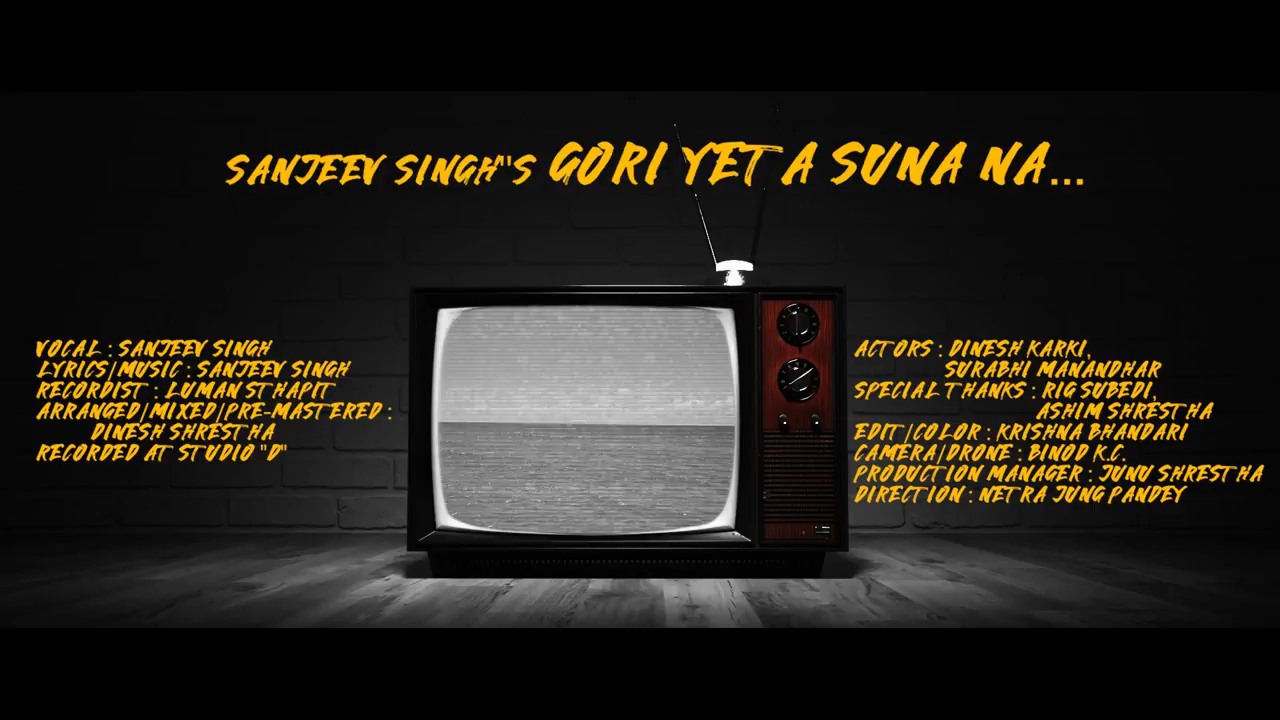 SANJEEV SINGH"S GORI YETA SUNA NA...
VOCAL : SANJEEV SINGH
LYRICS|MUSIC : SANJEEV SINGH
RECORDIST : LUMAN STHAPIT
ARRANGED|MIXED|PRE-MASTERED :
DINESH SHRESTHA
RECORDED AT STUDIO "D"
ACTORS : DINESH KARKI,
SURABHI MANANDHAR
SPECIAL THANKS : RIG SUBEDI,
ASHIM SHRESTHA
EDIT|COLOR : KRISHNA BHANDARI
CAMERA|DRONE : BINOD K.C.
PRODUCTION MANAGER : JUNU SHRESTHA
DIRECTION : NETRA JUNG PANDEY